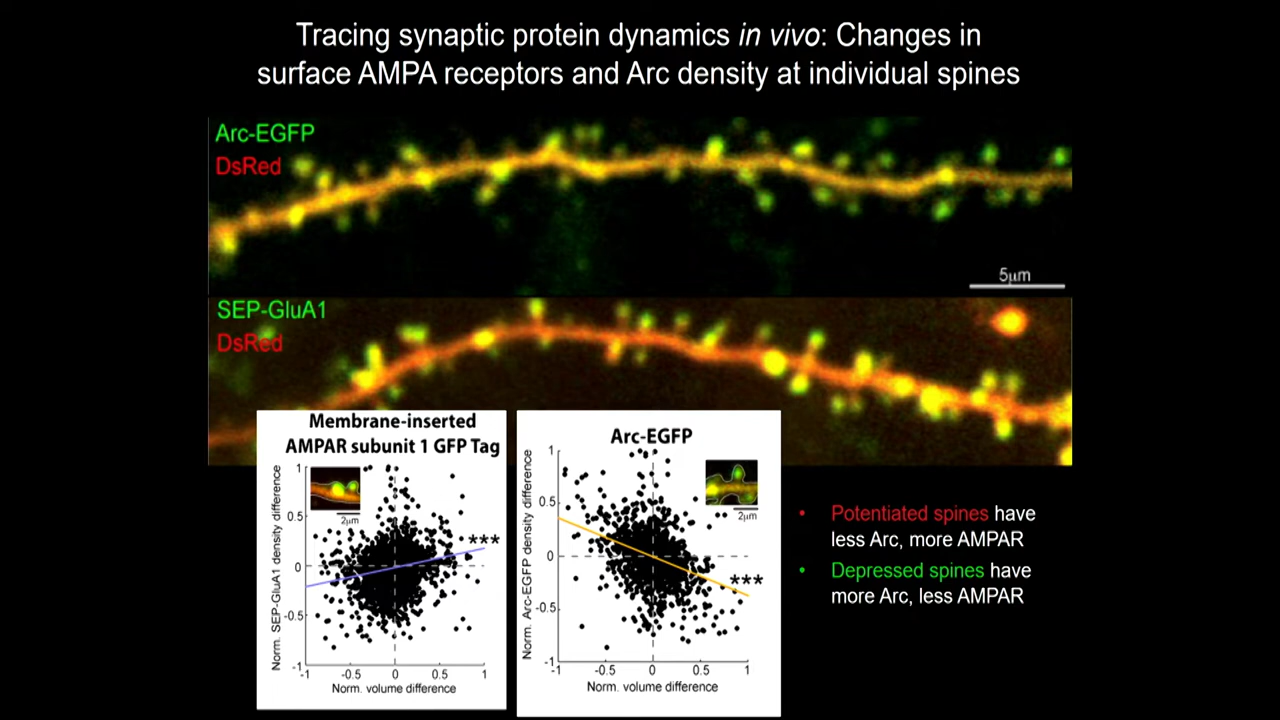 Tracing synaptic protein dynamics in vivo: Changes in
surface AMPA receptors and Arc density at individual spines
Arc-EGFP
DsRed
5μm
SEP-GluA1
DsRed
Membrane-inserted
AMPAR subunit 1 GFP Tag
Norm. SEP-GluA1 density difference
1
0.5
0
-0.5
-1
2μm
***
-1
-0.5
0
0.5
1
Norm. volume difference
Arc-EGFP
Norm. Arc-EGFP density difference
1
0.5
0
-0.5
-1
2μm
***
-1
-0.5
0
0.5
1
Norm. volume difference
• Potentiated spines have
less Arc, more AMPAR
• Depressed spines have
more Arc, less AMPAR